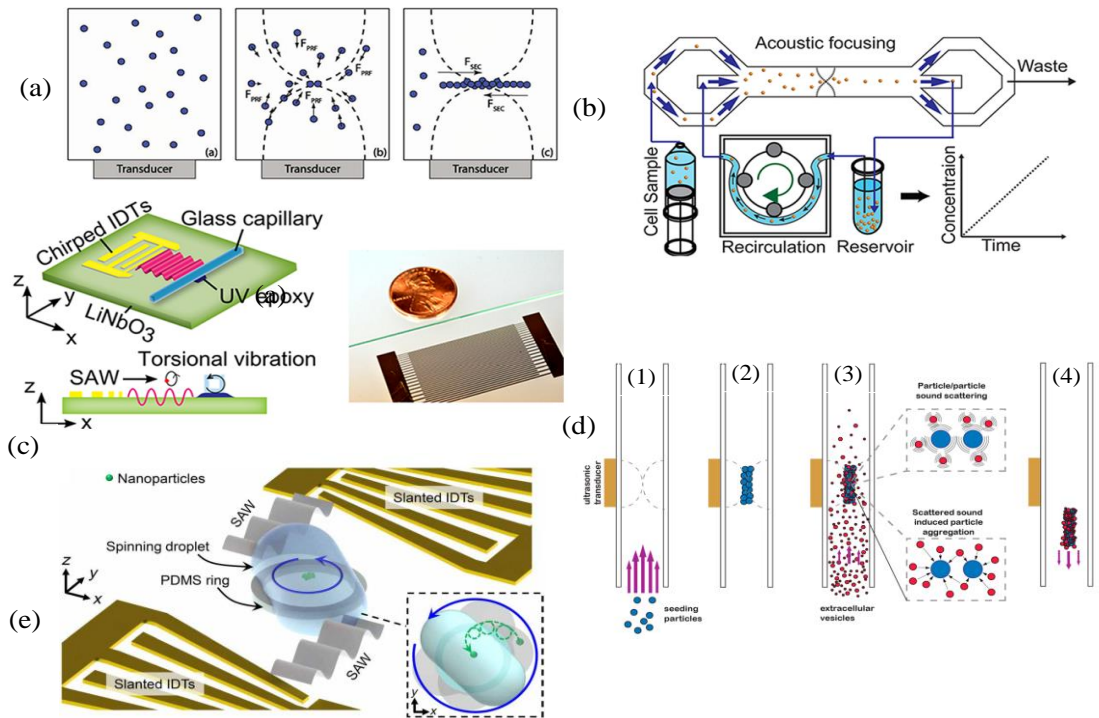 (a)
F_PRF
F_PRF
F_PRF
F_PRF
F_PRF
F_SEC
F_SEC
Transducer
(a)
Transducer
(b)
Transducer
(c)
(b)
Acoustic focusing
Waste
Cell Sample
Recirculation
Reservoir
Concentraion
Time
Chirped IDTs
Glass capillary
UV epoxy
(a)
LiNbO3
z
y
x
SAW
Torsional vibration
z
x
(c)
(d)
(1)
(2)
(3)
(4)
ultrasonic
transducer
seeding
particles
extracellular
vesicles
Particle/particle
sound scattering
Scattered sound
induced particle
aggregation
(e)
Nanoparticles
Slanted IDTs
SAW
Spinning droplet
PDMS ring
z
y
x
SAW
Slanted IDTs
y
x